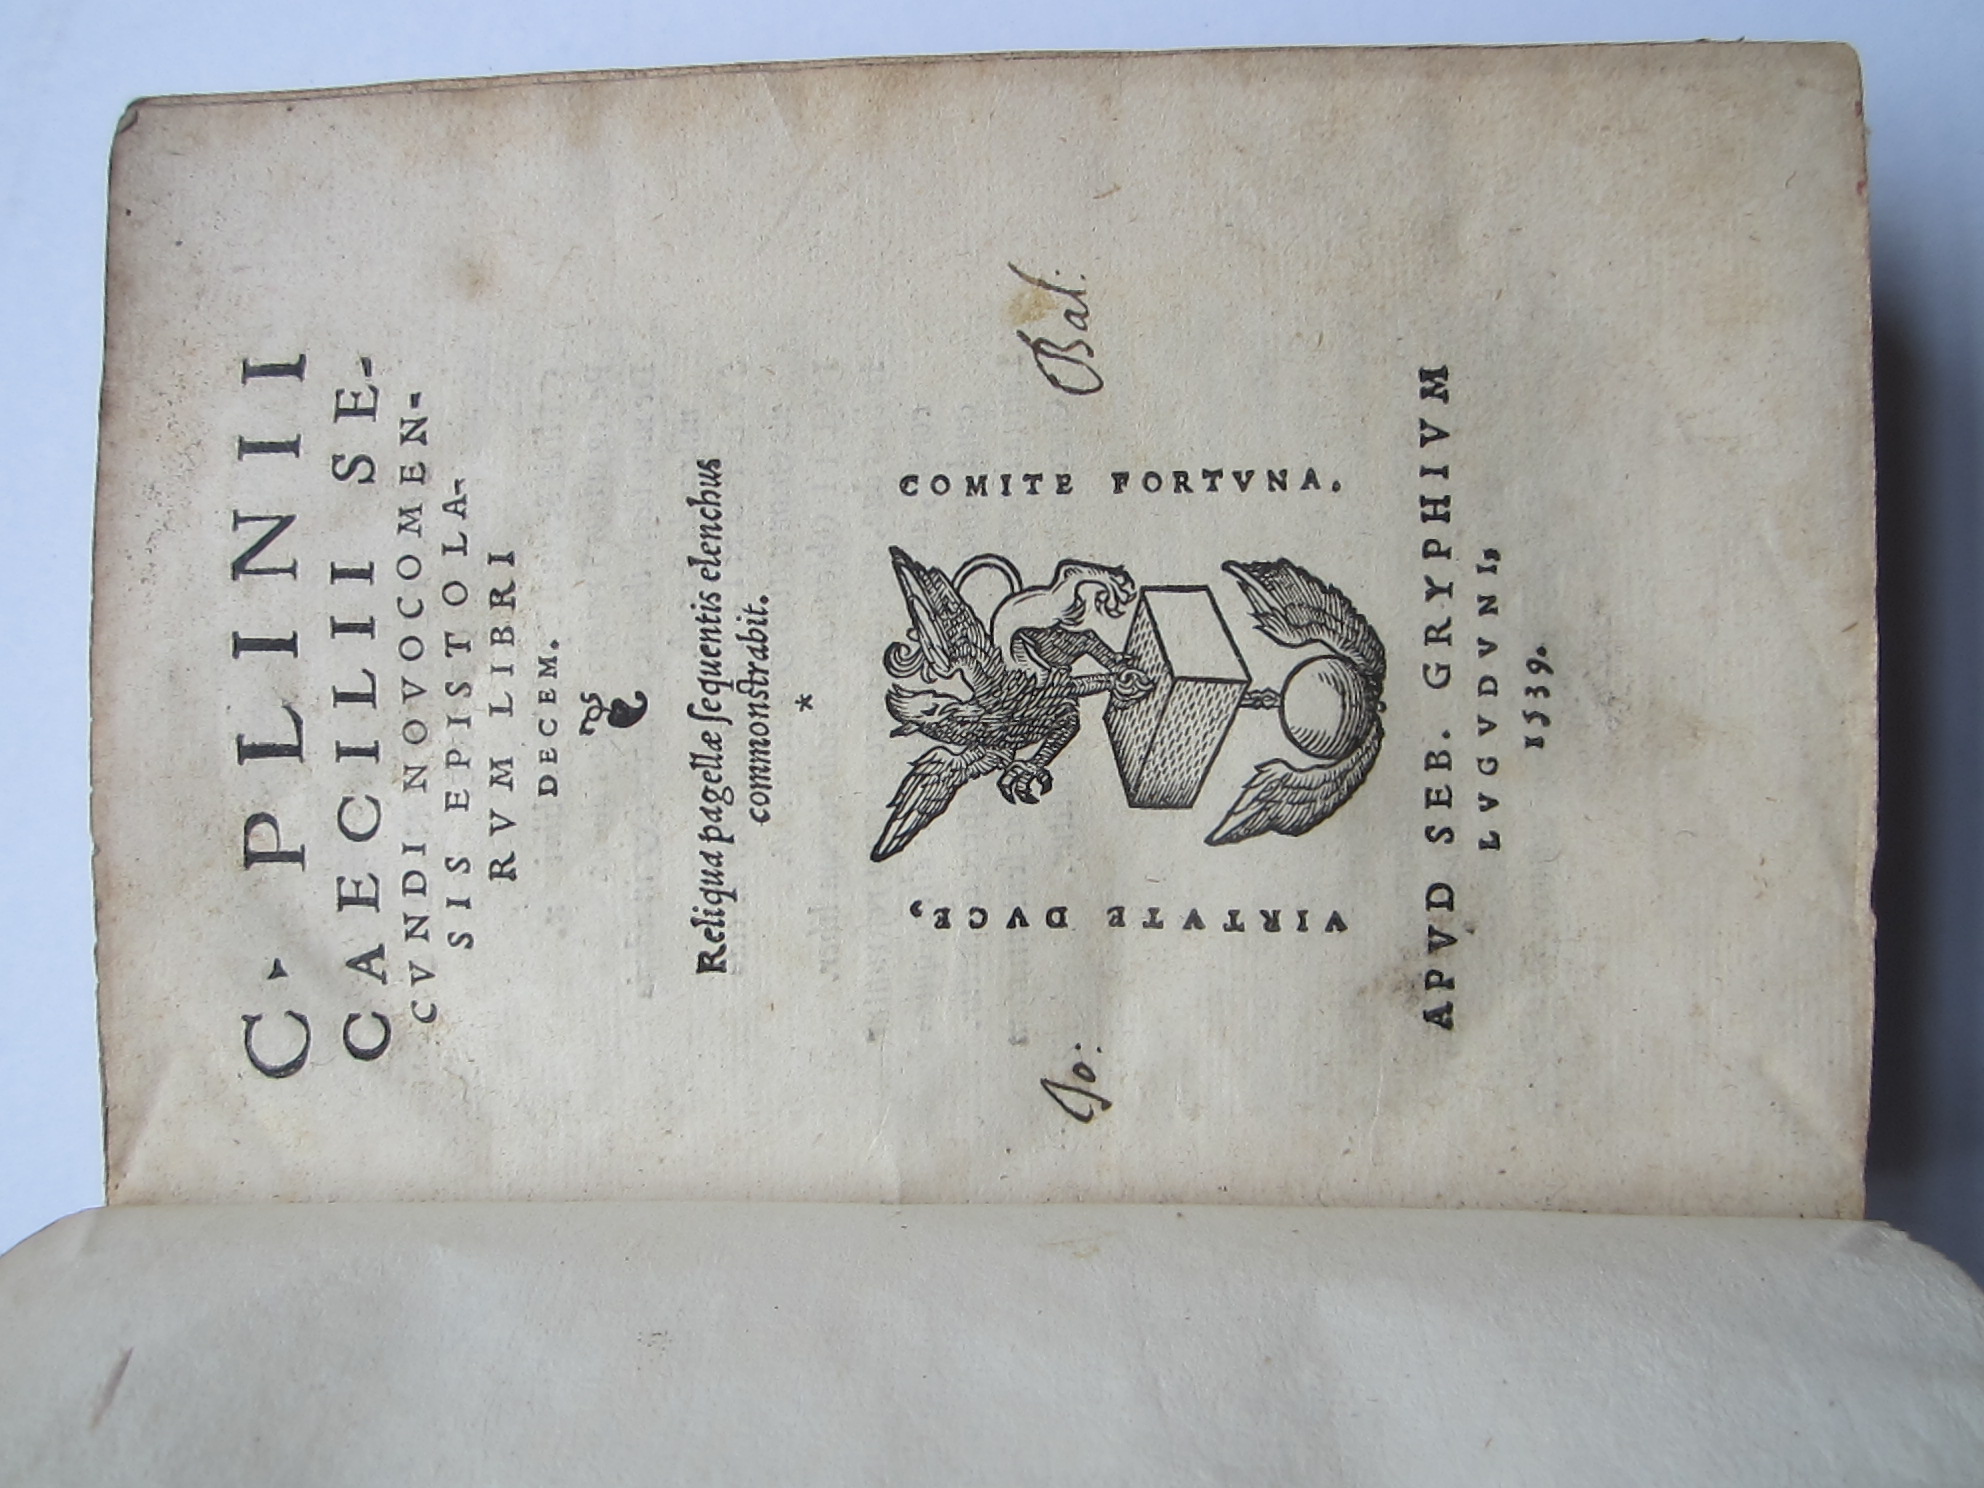 C. PLINII
CAECILII SE-
CVNDI NOVOCOMEN-
SIS EPISTOLA-
RVM LIBRI
DECEM.
Reliqua pagellæ ſequentis elenchus
commonſtrabit.
*
VIRTVTE DVCE,
COMITE FORTVNA.
Jo:
Bal:
APVD SEB. GRYPHIVM
LVGVDVNI,
1539.